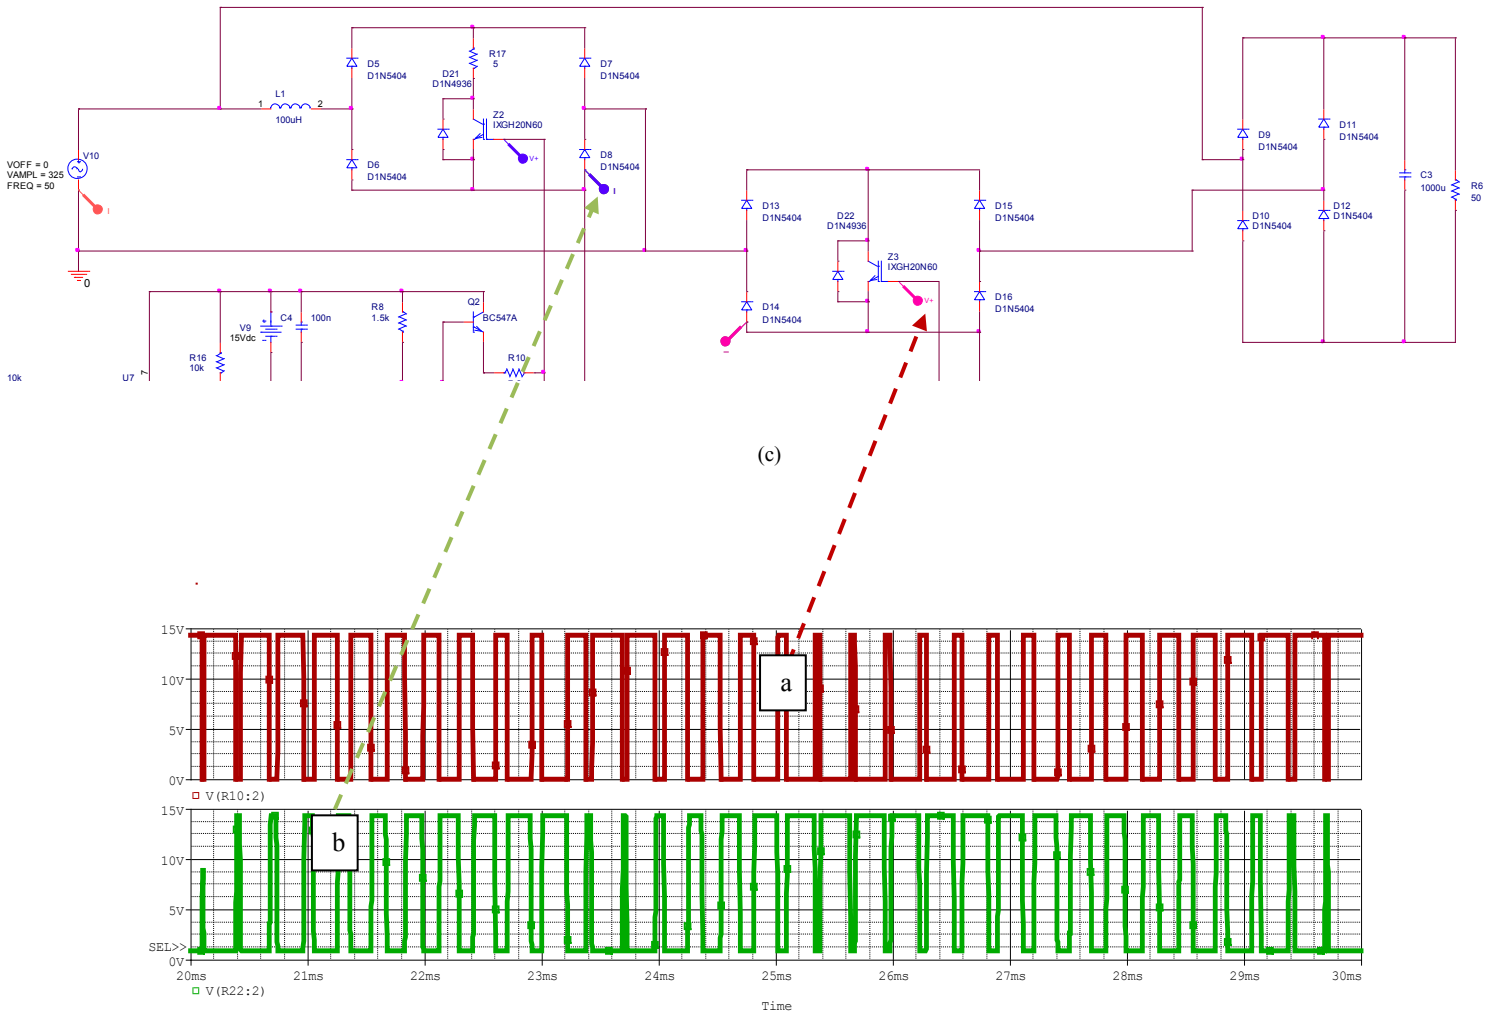 D5
D1N5404
R17
5
D7
D1N5404
D21
D1N4936
L1
1
2
100uH
Z2
IXGH20N60
V10
VOFF = 0
VAMPL = 325
FREQ = 50
V+
D6
D1N5404
D8
D1N5404
I
I
0
D9
D1N5404
D11
D1N5404
C3
1000u
R6
50
D10
D1N5404
D12
D1N5404
D13
D1N5404
D22
D1N4936
D15
D1N5404
Z3
IXGH20N60
V+
D14
D1N5404
D16
D1N5404
I
V9
15Vdc
C4
100n
R8
1.5k
Q2
BC547A
R16
10k
R10
10k
U7
7
(c)
15V
10V
5V
0V
a
V(R10:2)
15V
10V
5V
SEL>>
0V
b
20ms 21ms 22ms 23ms 24ms 25ms 26ms 27ms 28ms 29ms 30ms
V(R22:2)
Time